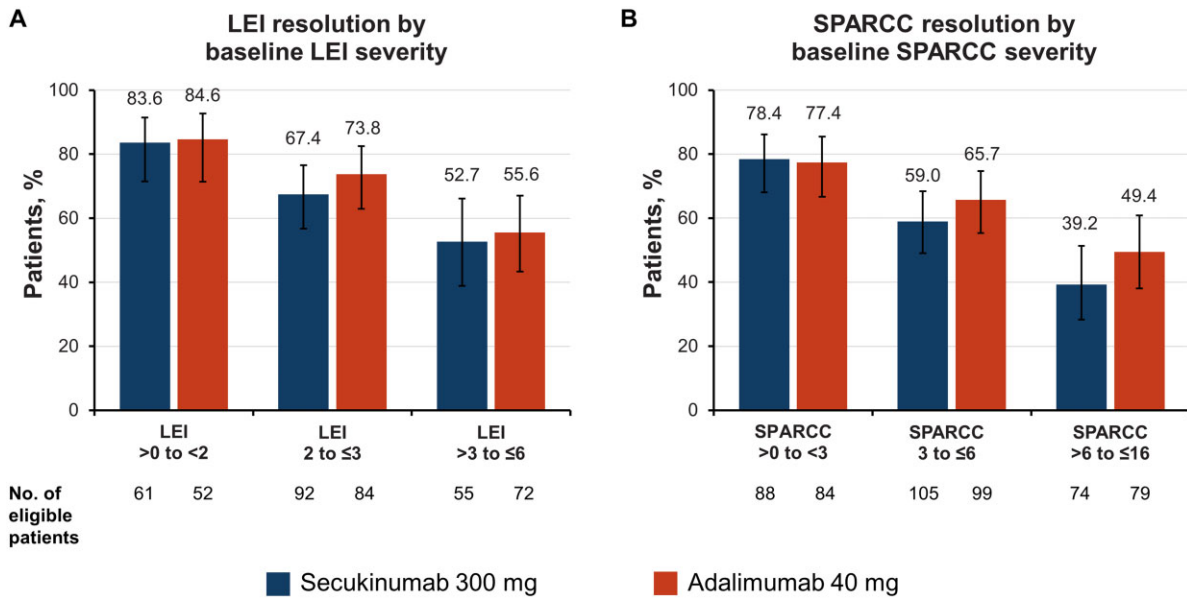 A
LEI resolution by
baseline LEI severity
Patients, %
100
80
60
40
20
0
83.6 84.6
67.4 73.8
52.7 55.6
LEI
>0 to <2
LEI
2 to ≤3
LEI
>3 to ≤6
No. of
eligible
patients
61 52 92 84 55 72
B
SPARCC resolution by
baseline SPARCC severity
Patients, %
100
80
60
40
20
0
78.4 77.4
59.0 65.7
39.2 49.4
SPARCC
>0 to <3
SPARCC
3 to ≤6
SPARCC
>6 to ≤16
88 84 105 99 74 79
Secukinumab 300 mg
Adalimumab 40 mg